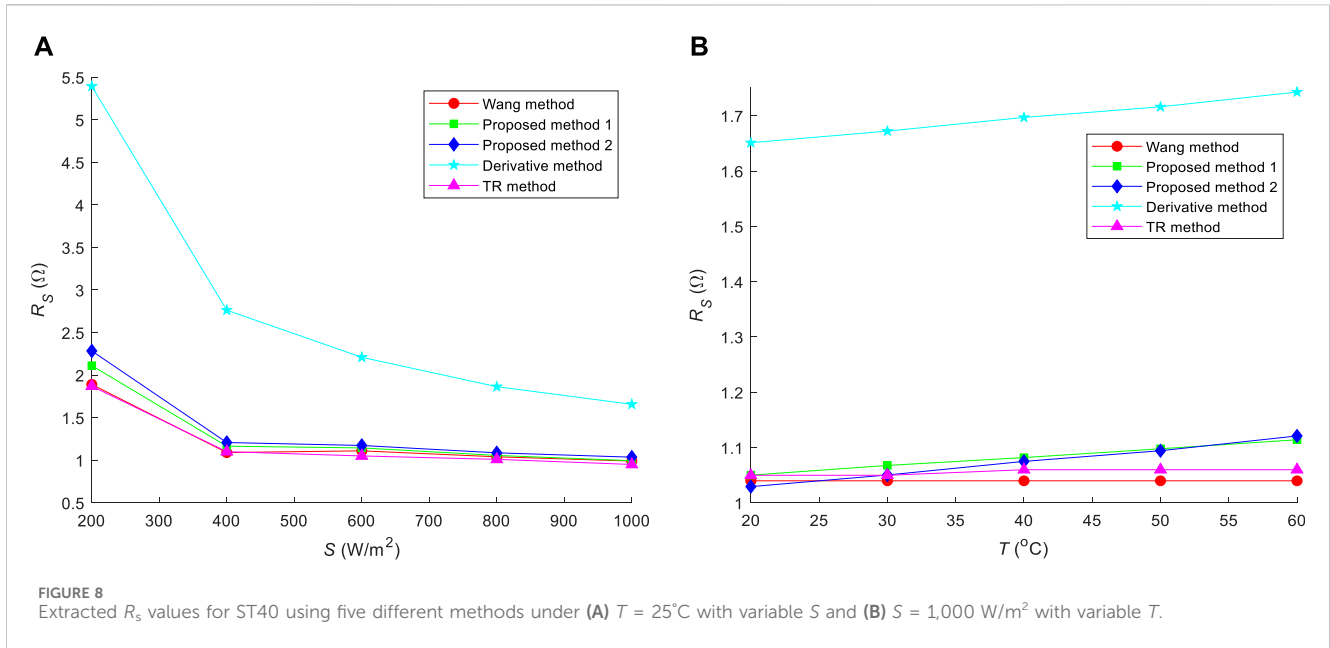 A
5.5
5
4.5
4
3.5
3
2.5
2
1.5
1
0.5
R_S (Ω)
200 300 400 500 600 700 800 900 1000
S (W/m²)
Wang method
Proposed method 1
Proposed method 2
Derivative method
TR method
B
1.7
1.6
1.5
1.4
1.3
1.2
1.1
1
R_S (Ω)
20 25 30 35 40 45 50 55 60
T (°C)
Wang method
Proposed method 1
Proposed method 2
Derivative method
TR method
FIGURE 8
Extracted Rs values for ST40 using five different methods under (A) T = 25°C with variable S and (B) S = 1,000 W/m² with variable T.